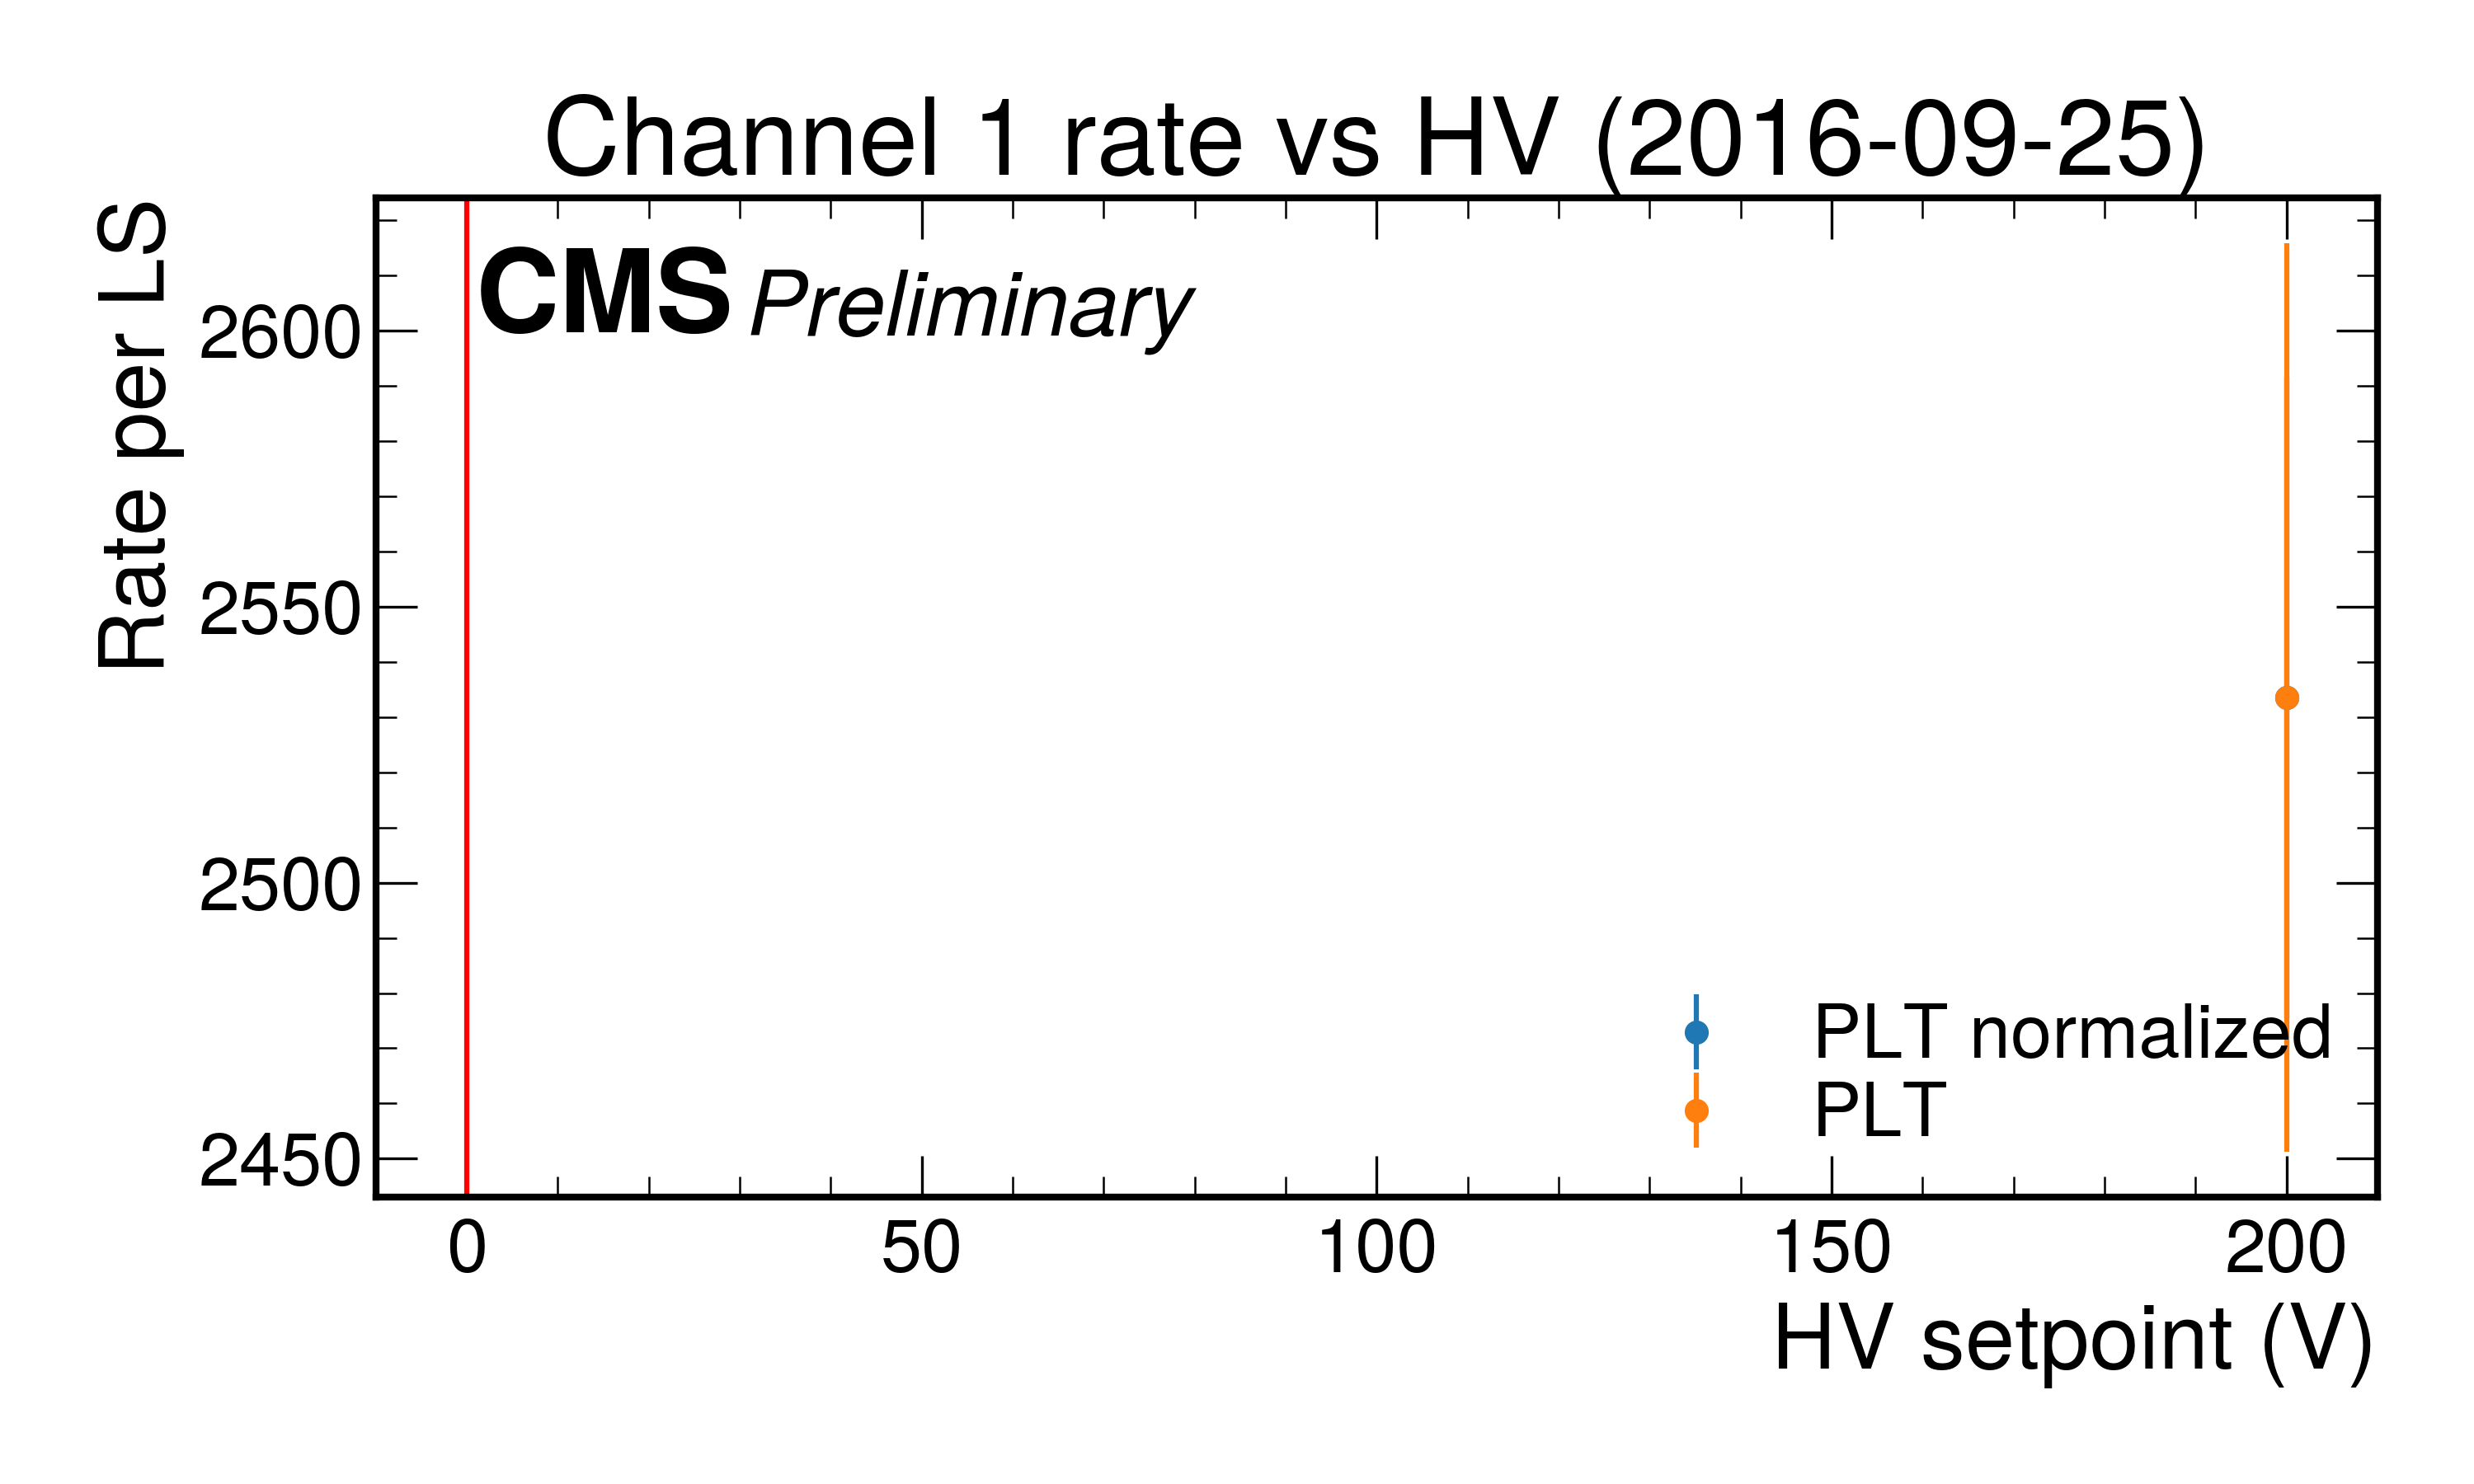 Channel 1 rate vs HV (2016-09-25)
CMS Preliminary
Rate per LS
2600
2550
2500
2450
PLT normalized
PLT
0 50 100 150 200
HV setpoint (V)